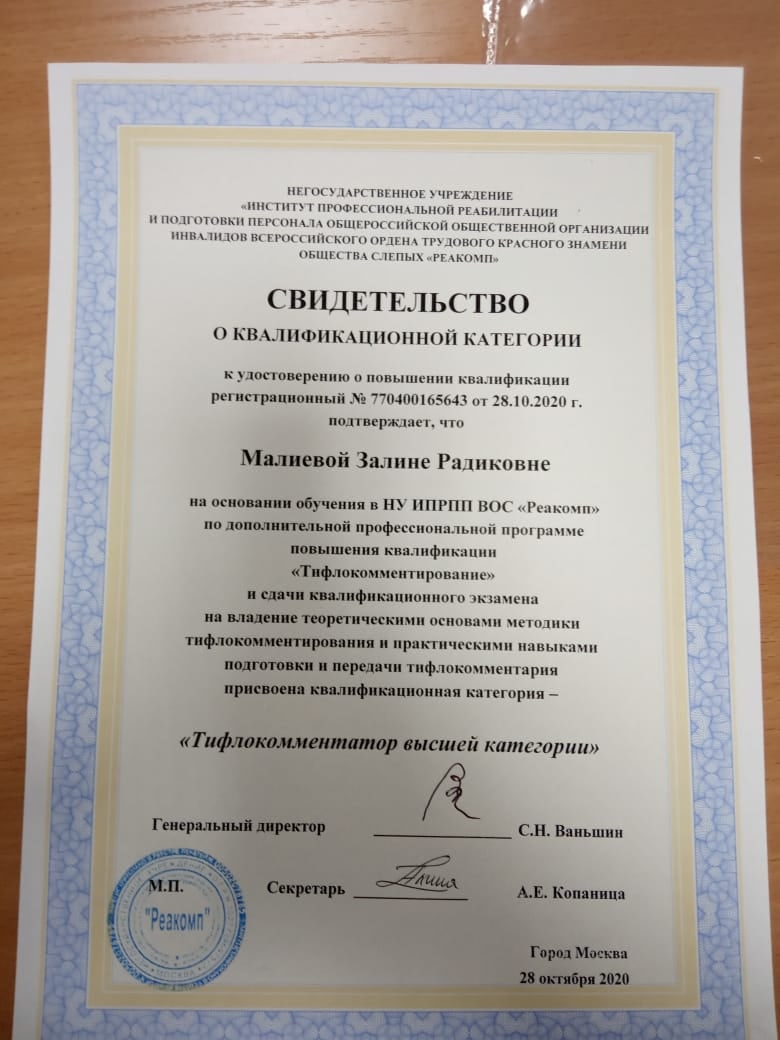 НЕГОСУДАРСТВЕННОЕ УЧРЕЖДЕНИЕ
«ИНСТИТУТ ПРОФЕССИОНАЛЬНОЙ РЕАБИЛИТАЦИИ
И ПОДГОТОВКИ ПЕРСОНАЛА ОБЩЕРОССИЙСКОЙ ОБЩЕСТВЕННОЙ ОРГАНИЗАЦИИ
ИНВАЛИДОВ ВСЕРОССИЙСКОГО ОРДЕНА ТРУДОВОГО КРАСНОГО ЗНАМЕНИ
ОБЩЕСТВА СЛЕПЫХ «РЕАКОМП»
СВИДЕТЕЛЬСТВО
О КВАЛИФИКАЦИОННОЙ КАТЕГОРИИ
к удостоверению о повышении квалификации
регистрационный № 770400165643 от 28.10.2020 г.
подтверждает, что
Малиевой Залине Радиковне
на основании обучения в НУ ИПРПП ВОС «Реакомп»
по дополнительной профессиональной программе
повышения квалификации
«Тифлокомментирование»
и сдачи квалификационного экзамена
на владение теоретическими основами методики
тифлокомментирования и практическими навыками
подготовки и передачи тифлокомментария
присвоена квалификационная категория –
«Тифлокомментатор высшей категории»
Генеральный директор С.Н. Ваньшин
М.П. Секретарь А.Е. Копаница
"Реакомп"
МОСКВА
Город Москва
28 октября 2020